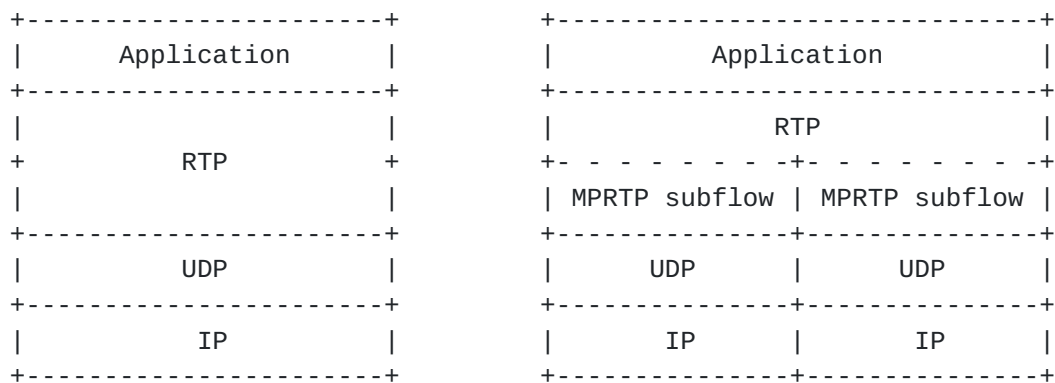 +-----------------------+          +-------------------------------+
|      Application      |          |          Application          |
+-----------------------+          +-------------------------------+
|                       |          |              RTP              |
+          RTP          +          +- - - - - - - -+- - - - - - - -+
|                       |          | MPRTP subflow | MPRTP subflow |
+-----------------------+          +---------------+---------------+
|          UDP          |          |      UDP      |      UDP      |
+-----------------------+          +---------------+---------------+
|           IP          |          |       IP      |       IP      |
+-----------------------+          +---------------+---------------+